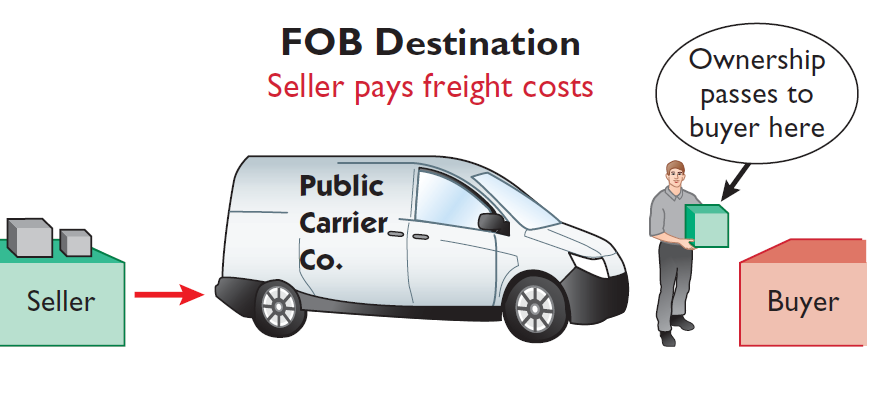 FOB Destination
Seller pays freight costs
Ownership
passes to
buyer here
Public
Carrier
Co.
Seller
Buyer